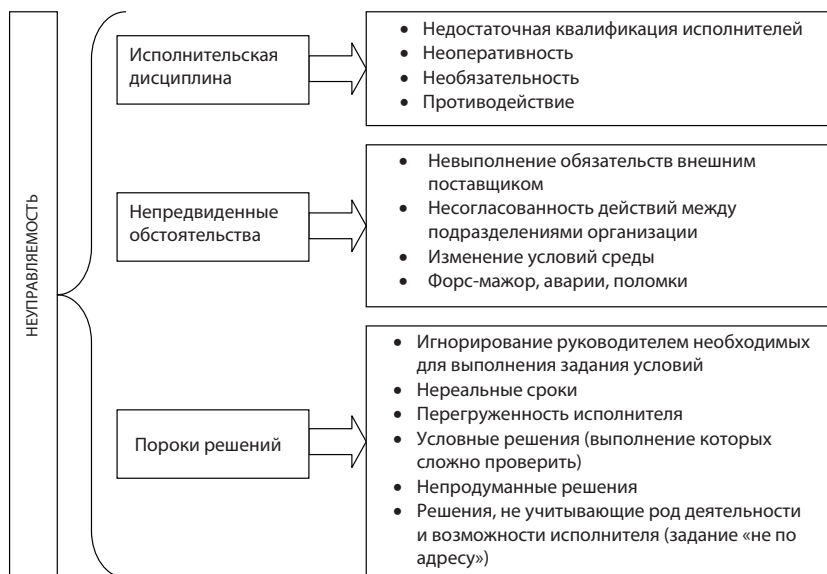 НЕУПРАВЛЯЕМОСТЬ
Исполнительская
дисциплина
• Недостаточная квалификация исполнителей
• Неоперативность
• Необязательность
• Противодействие
Непредвиденные
обстоятельства
• Невыполнение обязательств внешним
поставщиком
• Несогласованность действий между
подразделениями организации
• Изменение условий среды
• Форс-мажор, аварии, поломки
Пороки решений
• Игнорирование руководителем необходимых
для выполнения задания условий
• Нереальные сроки
• Перегруженность исполнителя
• Условные решения (выполнение которых
сложно проверить)
• Непродуманные решения
• Решения, не учитывающие род деятельности
и возможности исполнителя (задание «не по
адресу»)